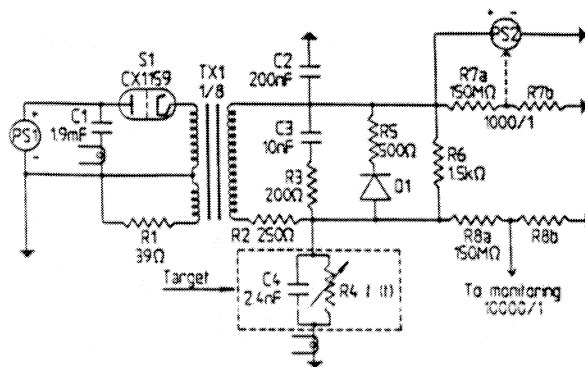 S1
CX1159
TX1
1/8
C2
200nF
PS2
+ -
R7a
150MΩ
R7b
1000/1
C1
1.9mF
PS1
+
-
C3
10nF
R5
500Ω
R6
1.5kΩ
R3
200Ω
D1
R1
39Ω
R2 250Ω
R8a
150MΩ
R8b
Target
C4
2.4nF
R4 f (t)
To monitoring
10000/1